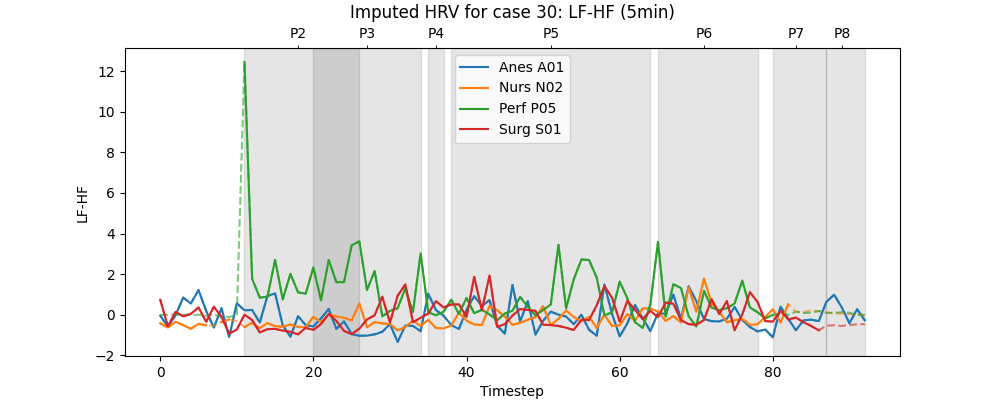 Imputed HRV for case 30: LF-HF (5min)
P2 P3 P4 P5 P6 P7 P8
Anes A01
Nurs N02
Perf P05
Surg S01
12
10
8
6
4
2
0
−2
LF-HF
0 20 40 60 80
Timestep